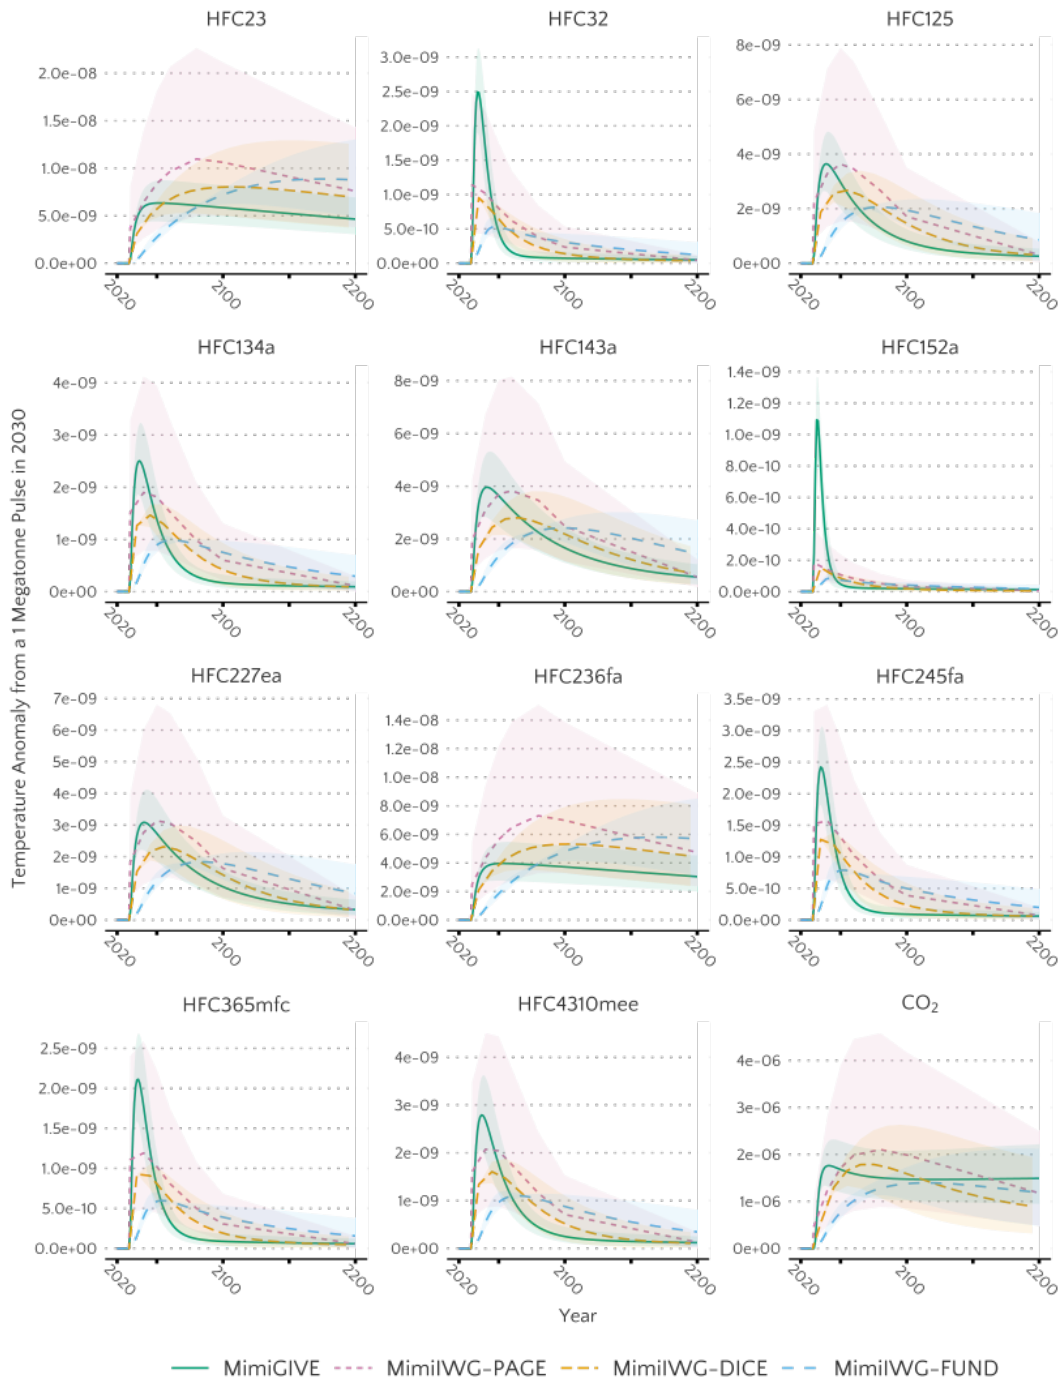 HFC23 HFC32 HFC125
2.0e-08 3.0e-09 8e-09
1.5e-08 2.5e-09 6e-09
1.0e-08 2.0e-09 4e-09
5.0e-09 1.5e-09 2e-09
0.0e+00 1.0e-09 0e+00
5.0e-10
0.0e+00
2020 2100 2200 2020 2100 2200 2020 2100 2200
HFC134a HFC143a HFC152a
4e-09 8e-09 1.4e-09
3e-09 6e-09 1.2e-09
2e-09 4e-09 1.0e-09
1e-09 2e-09 8.0e-10
0e+00 0e+00 6.0e-10
4.0e-10
2.0e-10
0.0e+00
2020 2100 2200 2020 2100 2200 2020 2100 2200
Temperature Anomaly from a 1 Megatonne Pulse in 2030
HFC227ea HFC236fa HFC245fa
7e-09 1.4e-08 3.5e-09
6e-09 1.2e-08 3.0e-09
5e-09 1.0e-08 2.5e-09
4e-09 8.0e-09 2.0e-09
3e-09 6.0e-09 1.5e-09
2e-09 4.0e-09 1.0e-09
1e-09 2.0e-09 5.0e-10
0e+00 0.0e+00 0.0e+00
2020 2100 2200 2020 2100 2200 2020 2100 2200
HFC365mfc HFC4310mee CO₂
2.5e-09 4e-09 4e-06
2.0e-09 3e-09 3e-06
1.5e-09 2e-09 2e-06
1.0e-09 1e-09 1e-06
5.0e-10 0e+00 0e+00
0.0e+00
2020 2100 2200 2020 2100 2200 2020 2100 2200
Year
MimiGIVE MimiIWG-PAGE MimiIWG-DICE MimiIWG-FUND